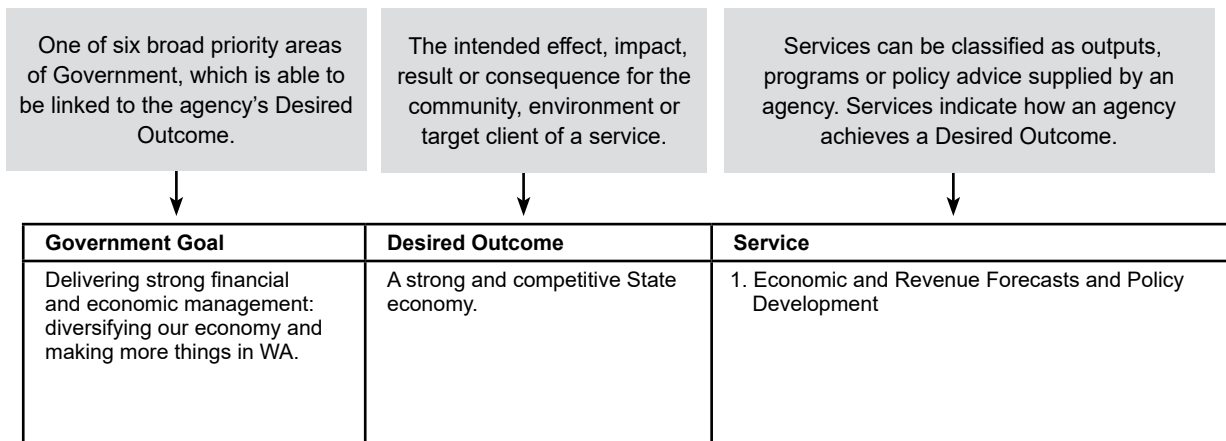 One of six broad priority areas
of Government, which is able to
be linked to the agency’s Desired
Outcome.
The intended effect, impact,
result or consequence for the
community, environment or
target client of a service.
Services can be classified as outputs,
programs or policy advice supplied by an
agency. Services indicate how an agency
achieves a Desired Outcome.
Government Goal
Desired Outcome
Service
Delivering strong financial
and economic management:
diversifying our economy and
making more things in WA.
A strong and competitive State
economy.
1. Economic and Revenue Forecasts and Policy
Development